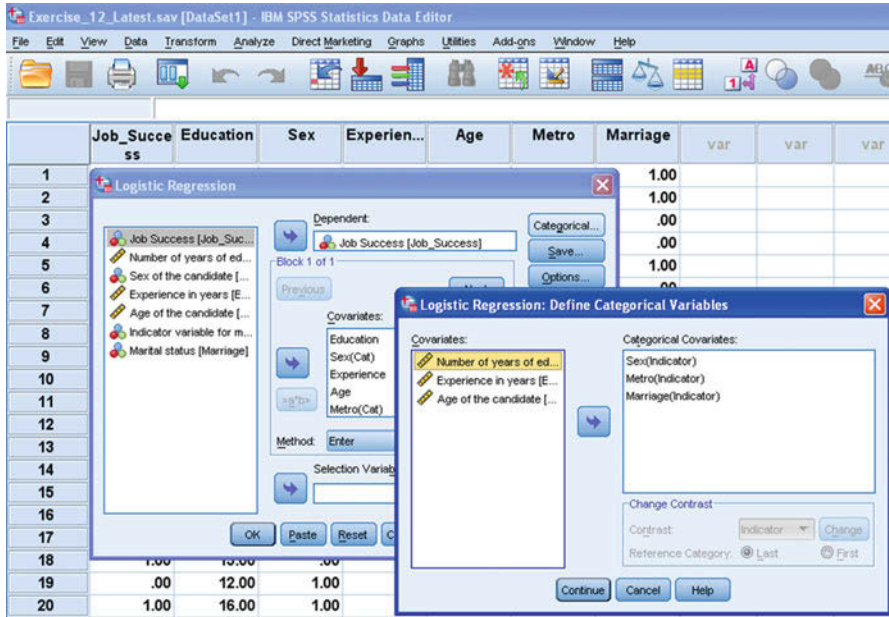 Exercise_12_Latest.sav [DataSet1] - IBM SPSS Statistics Data Editor
File Edit View Data Transform Analyze Direct Marketing Graphs Utilities Add-ons Window Help
A
1
ABC
Job_Success Education Sex Experien... Age Metro Marriage var var var
1 1.00
2 1.00
3 .00
4 .00
5 1.00
6 .00
7
8
9
10
11
12
13
14
15
16
17
18 1.00 15.00 .00
19 .00 12.00 1.00
20 1.00 16.00 1.00
Logistic Regression
Job Success [Job_Suc...
Number of years of ed...
Sex of the candidate [...
Experience in years [E...
Age of the candidate [...
Indicator variable for m...
Marital status [Marriage]
Dependent:
Job Success [Job_Success]
Block 1 of 1
Previous
Covariates:
Education
Sex(Cat)
Experience
Age
Metro(Cat)
>a*b>
Method: Enter
Selection Variab
OK Paste Reset C
Categorical...
Save...
Options...
Logistic Regression: Define Categorical Variables
Covariates:
Number of years of ed...
Experience in years [E...
Age of the candidate [...
Categorical Covariates:
Sex(Indicator)
Metro(Indicator)
Marriage(Indicator)
Change Contrast
Contrast: Indicator Change
Reference Category: Last First
Continue Cancel Help